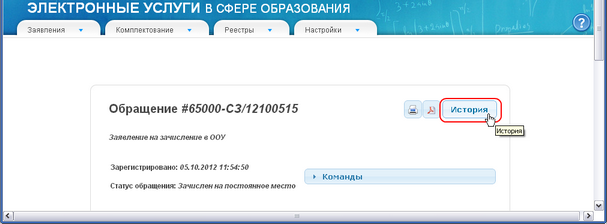 ЭЛЕКТРОННЫЕ УСЛУГИ В СФЕРЕ ОБРАЗОВАНИЯ
Заявления Комплектование Реестры Настройки
?
Обращение #65000-СЗ/12100515
История
История
Заявление на зачисление в ООУ
Зарегистрировано: 05.10.2012 11:54:50
Команды
Статус обращения: Зачислен на постоянное место